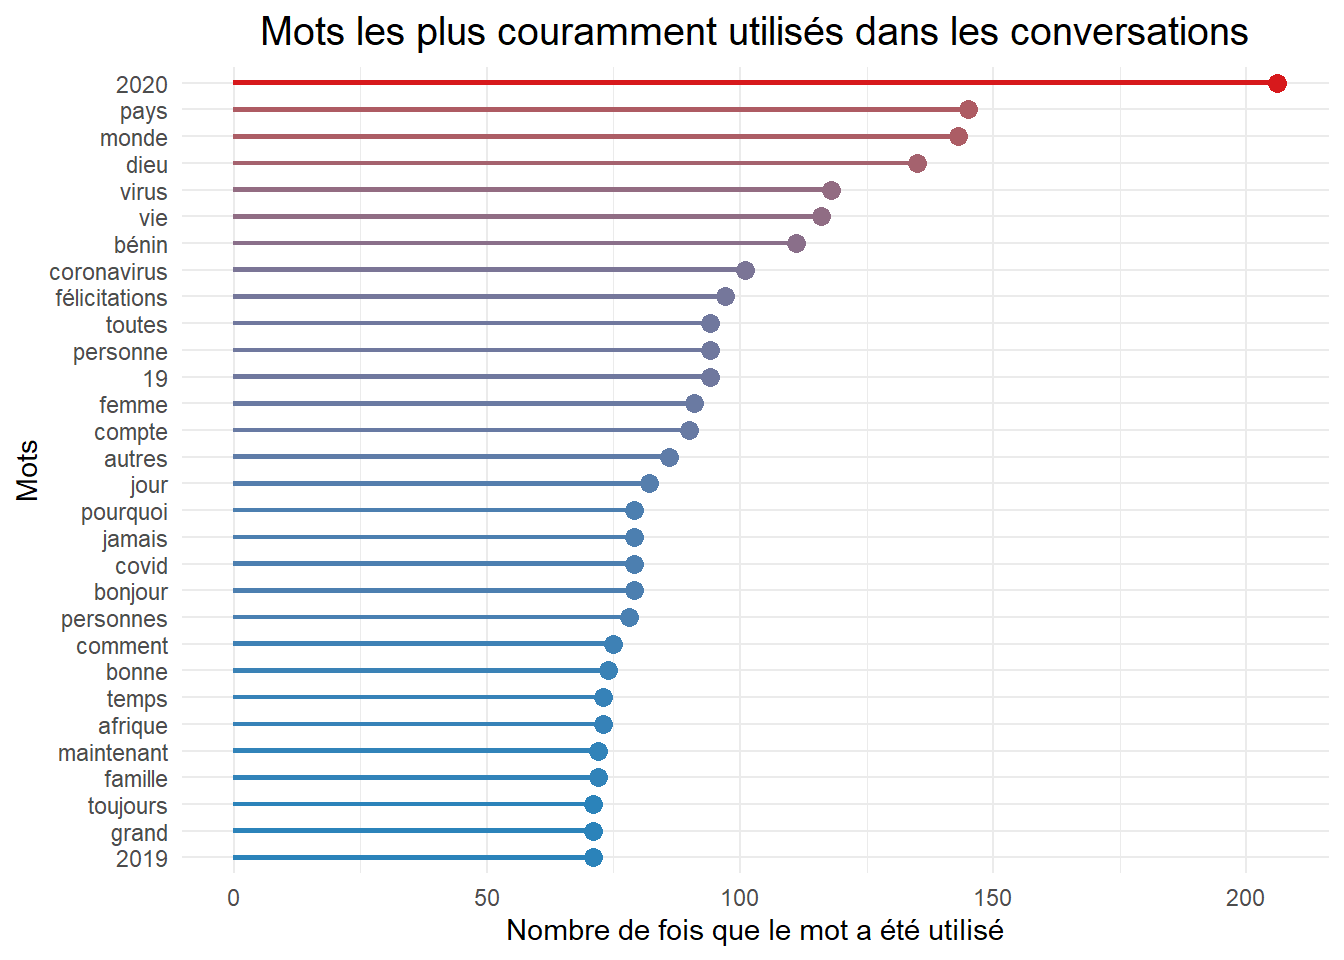 Mots les plus couramment utilisés dans les conversations
Mots
2020
pays
monde
dieu
virus
vie
bénin
coronavirus
félicitations
toutes
personne
19
femme
compte
autres
jour
pourquoi
jamais
covid
bonjour
personnes
comment
bonne
temps
afrique
maintenant
famille
toujours
grand
2019
0 50 100 150 200
Nombre de fois que le mot a été utilisé